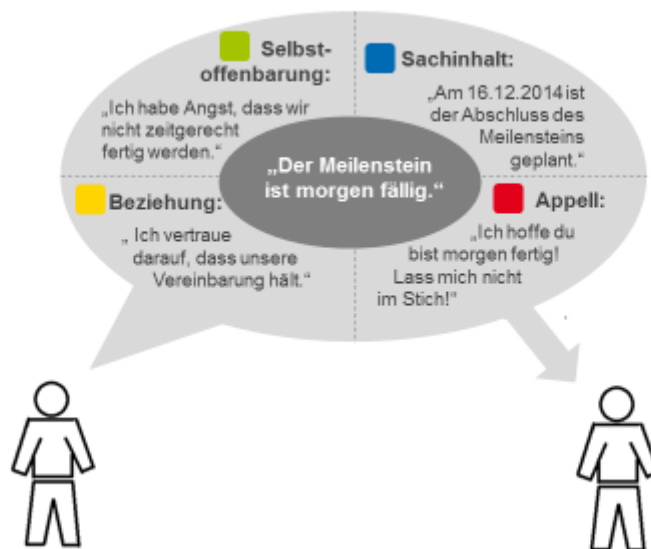 Selbst-
offenbarung:
„Ich habe Angst, dass wir
nicht zeitgerecht
fertig werden.“
Sachinhalt:
„Am 16.12.2014 ist
der Abschluss des
Meilensteins
geplant.“
„Der Meilenstein
ist morgen fällig.“
Beziehung:
„ Ich vertraue
darauf, dass unsere
Vereinbarung hält.“
Appell:
„Ich hoffe du
bist morgen fertig!
Lass mich nicht
im Stich!“